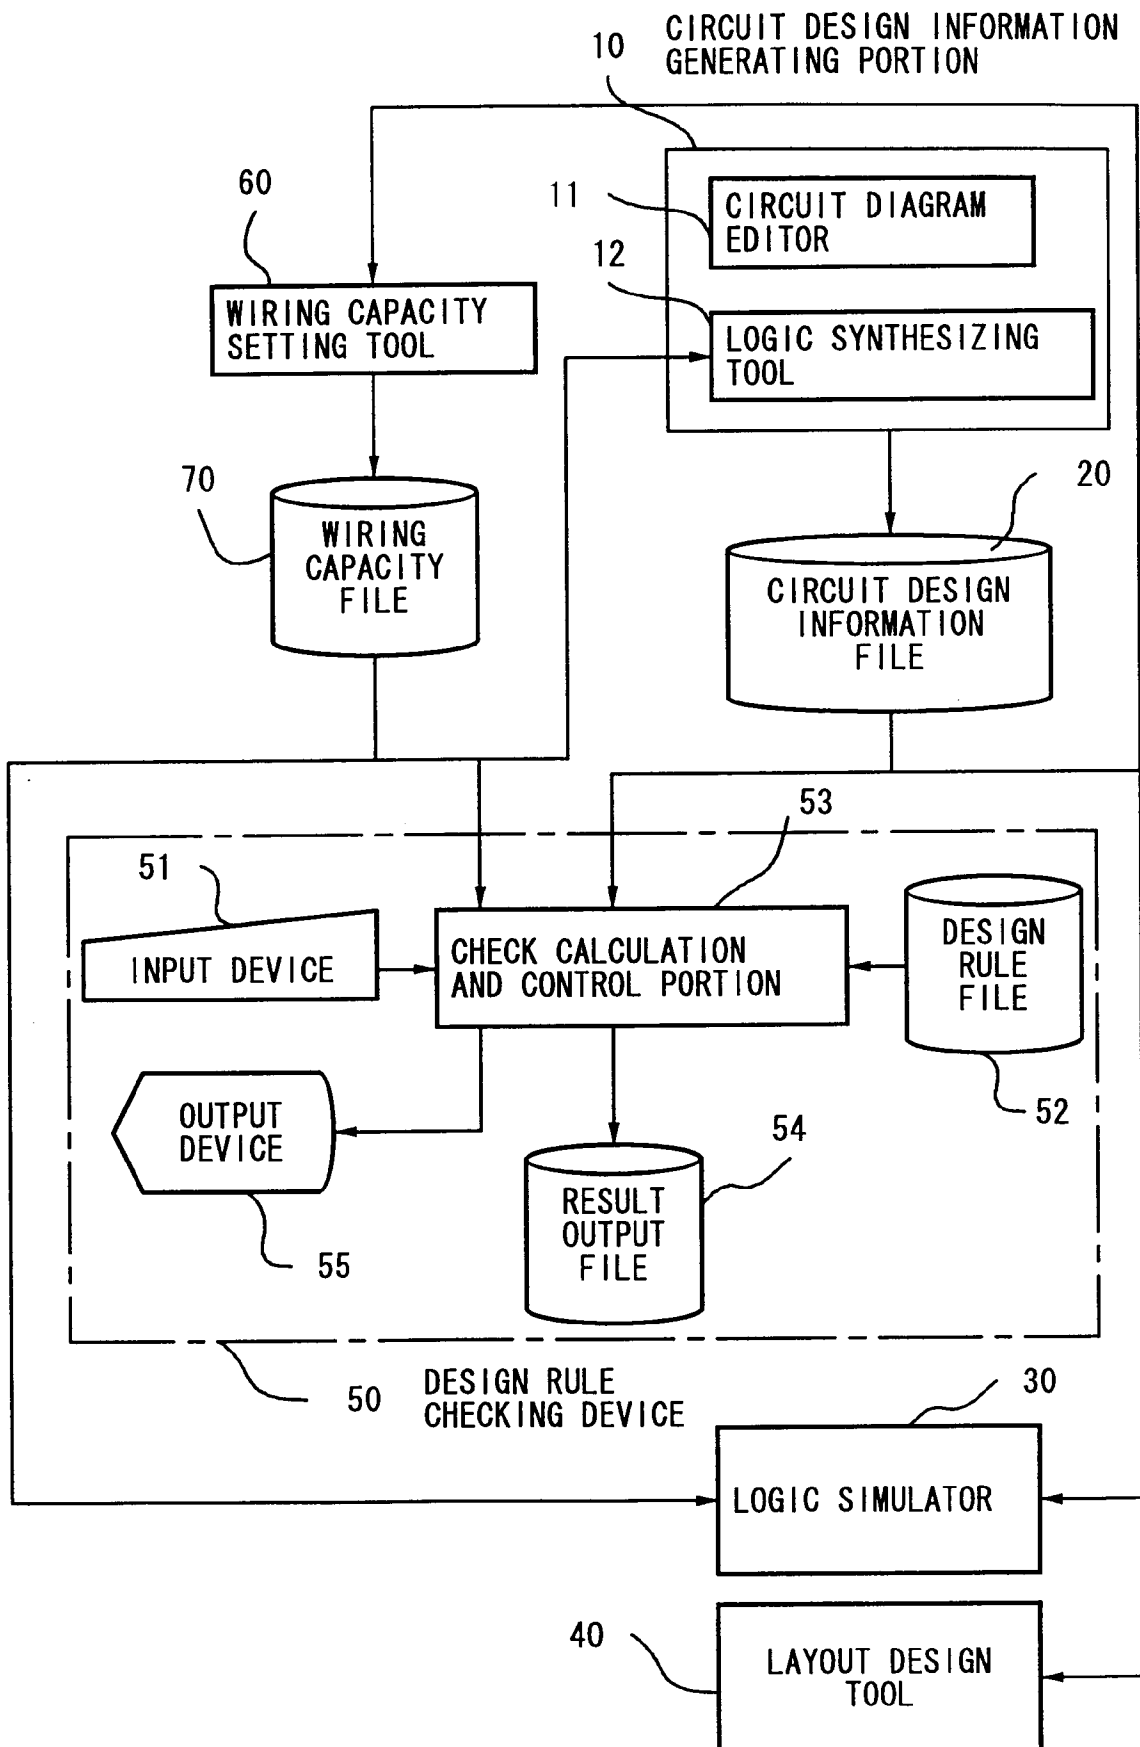 CIRCUIT DESIGN INFORMATION
GENERATING PORTION
10
60
11
CIRCUIT DIAGRAM
EDITOR
12
WIRING CAPACITY
SETTING TOOL
LOGIC SYNTHESIZING
TOOL
70
20
WIRING
CAPACITY
FILE
CIRCUIT DESIGN
INFORMATION
FILE
53
51
INPUT DEVICE
CHECK CALCULATION
AND CONTROL PORTION
DESIGN
RULE
FILE
52
OUTPUT
DEVICE
54
RESULT
OUTPUT
FILE
55
50
DESIGN RULE
CHECKING DEVICE
30
LOGIC SIMULATOR
40
LAYOUT DESIGN
TOOL